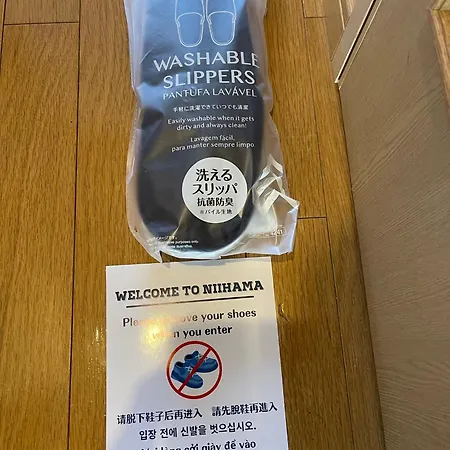 WASHABLE
SLIPPERS
PANTUFA LAVÁVEL
手軽に洗濯できていつでも清潔
Easily washable when it gets
dirty and always clean!
Lavagem fácil,
para manter sempre limpo
洗える
スリッパ
抗菌防臭
※パイル生地
WELCOME TO NIIHAMA
Please remove your shoes
when you enter
请脱下鞋子后再进入 請先脫鞋再進入
입장 전에 신발을 벗으십시오.
cởi giày để vào